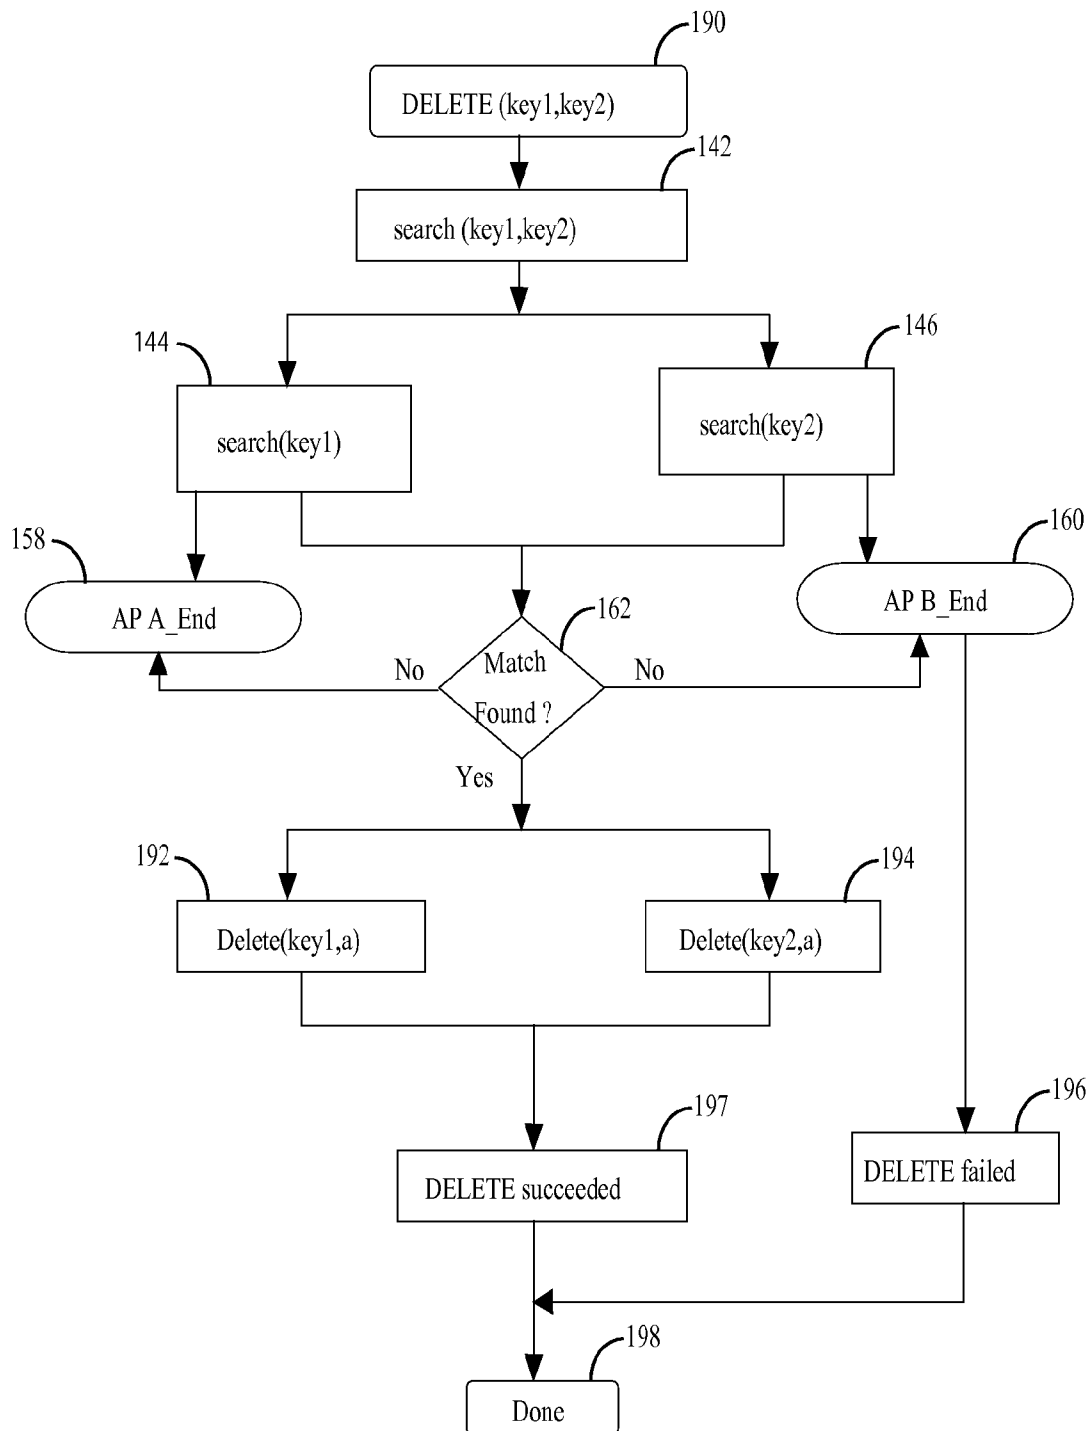 190
DELETE (key1,key2)
142
search (key1,key2)
144
146
search(key1)
search(key2)
158
160
AP A_End
AP B_End
162
No
Match
Found ?
No
Yes
192
194
Delete(key1,a)
Delete(key2,a)
197
196
DELETE succeeded
DELETE failed
198
Done